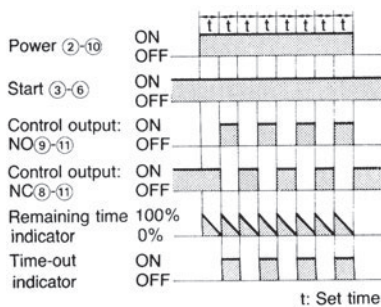 t t t t t t t
Power ②-⑩ ON
OFF
Start ③-⑥ ON
OFF
Control output: ON
NO⑨-⑪ OFF
Control output: ON
NC⑧-⑪ OFF
Remaining time 100%
indicator 0%
Time-out ON
indicator OFF
t: Set time